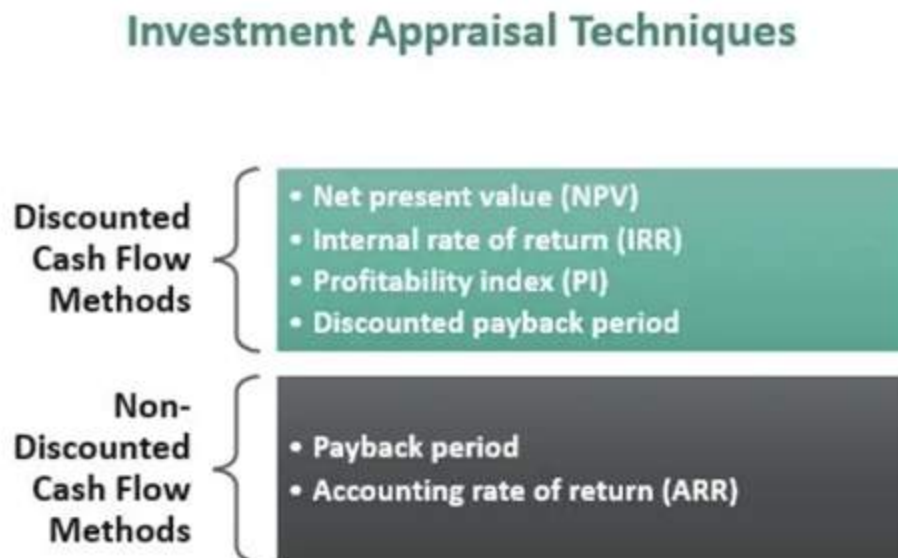 Investment Appraisal Techniques
Discounted
Cash Flow
Methods
• Net present value (NPV)
• Internal rate of return (IRR)
• Profitability index (PI)
• Discounted payback period
Non-
Discounted
Cash Flow
Methods
• Payback period
• Accounting rate of return (ARR)